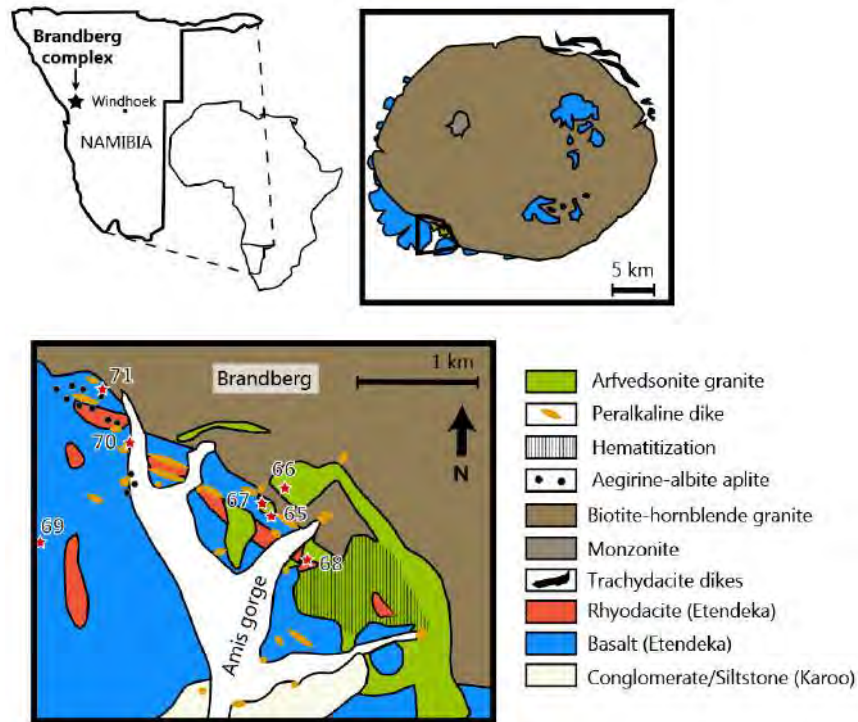 Brandberg
complex
Windhoek
NAMIBIA
5 km
71
Brandberg
1 km
70
N
66
67
65
69
68
Amis gorge
Arfvedsonite granite
Peralkaline dike
Hematitization
Aegirine-albite aplite
Biotite-hornblende granite
Monzonite
Trachydacite dikes
Rhyodacite (Etendeka)
Basalt (Etendeka)
Conglomerate/Siltstone (Karoo)